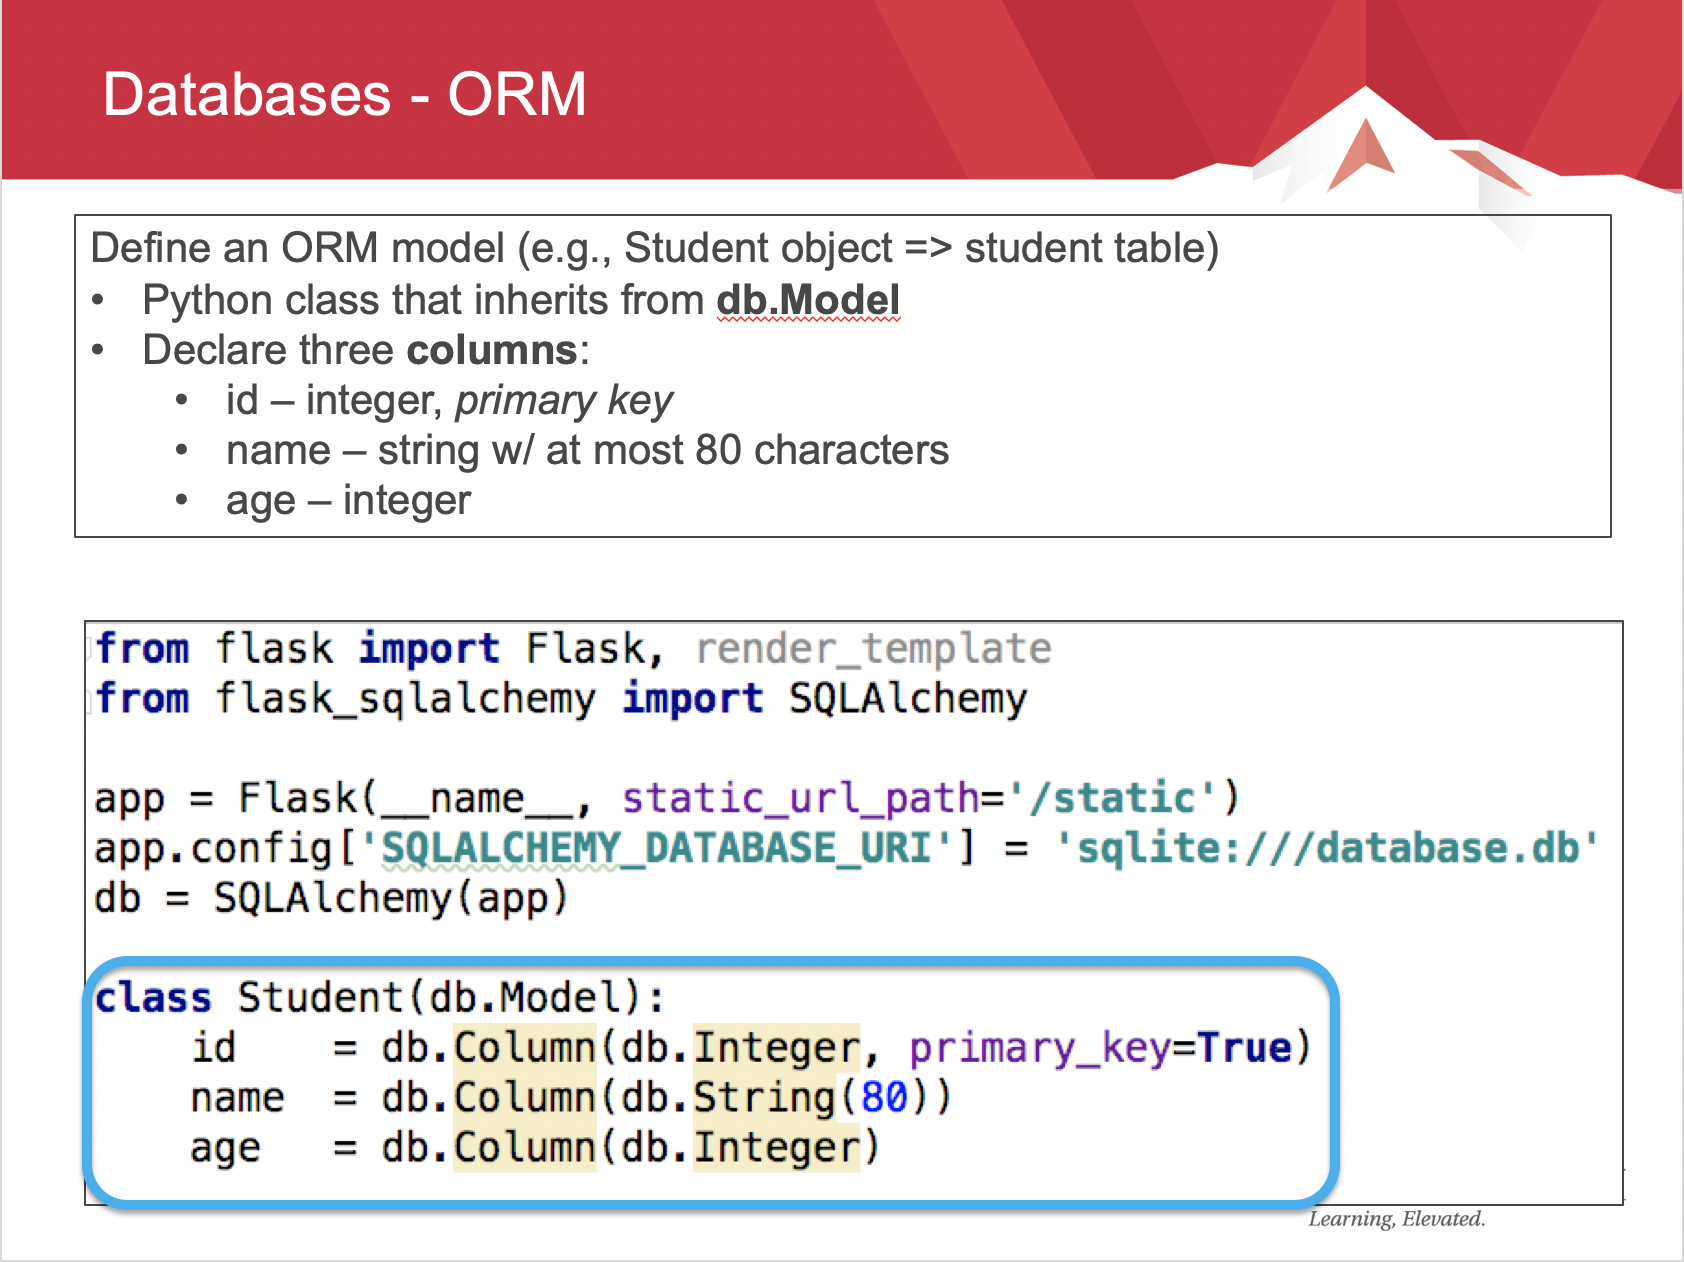 Databases - ORM
Define an ORM model (e.g., Student object => student table)
• Python class that inherits from db.Model
• Declare three columns:
• id – integer, primary key
• name – string w/ at most 80 characters
• age – integer
from flask import Flask, render_template
from flask_sqlalchemy import SQLAlchemy
app = Flask(__name__, static_url_path='/static')
app.config['SQLALCHEMY_DATABASE_URI'] = 'sqlite:///database.db'
db = SQLAlchemy(app)
class Student(db.Model):
    id    = db.Column(db.Integer, primary_key=True)
    name  = db.Column(db.String(80))
    age   = db.Column(db.Integer)
Learning, Elevated.